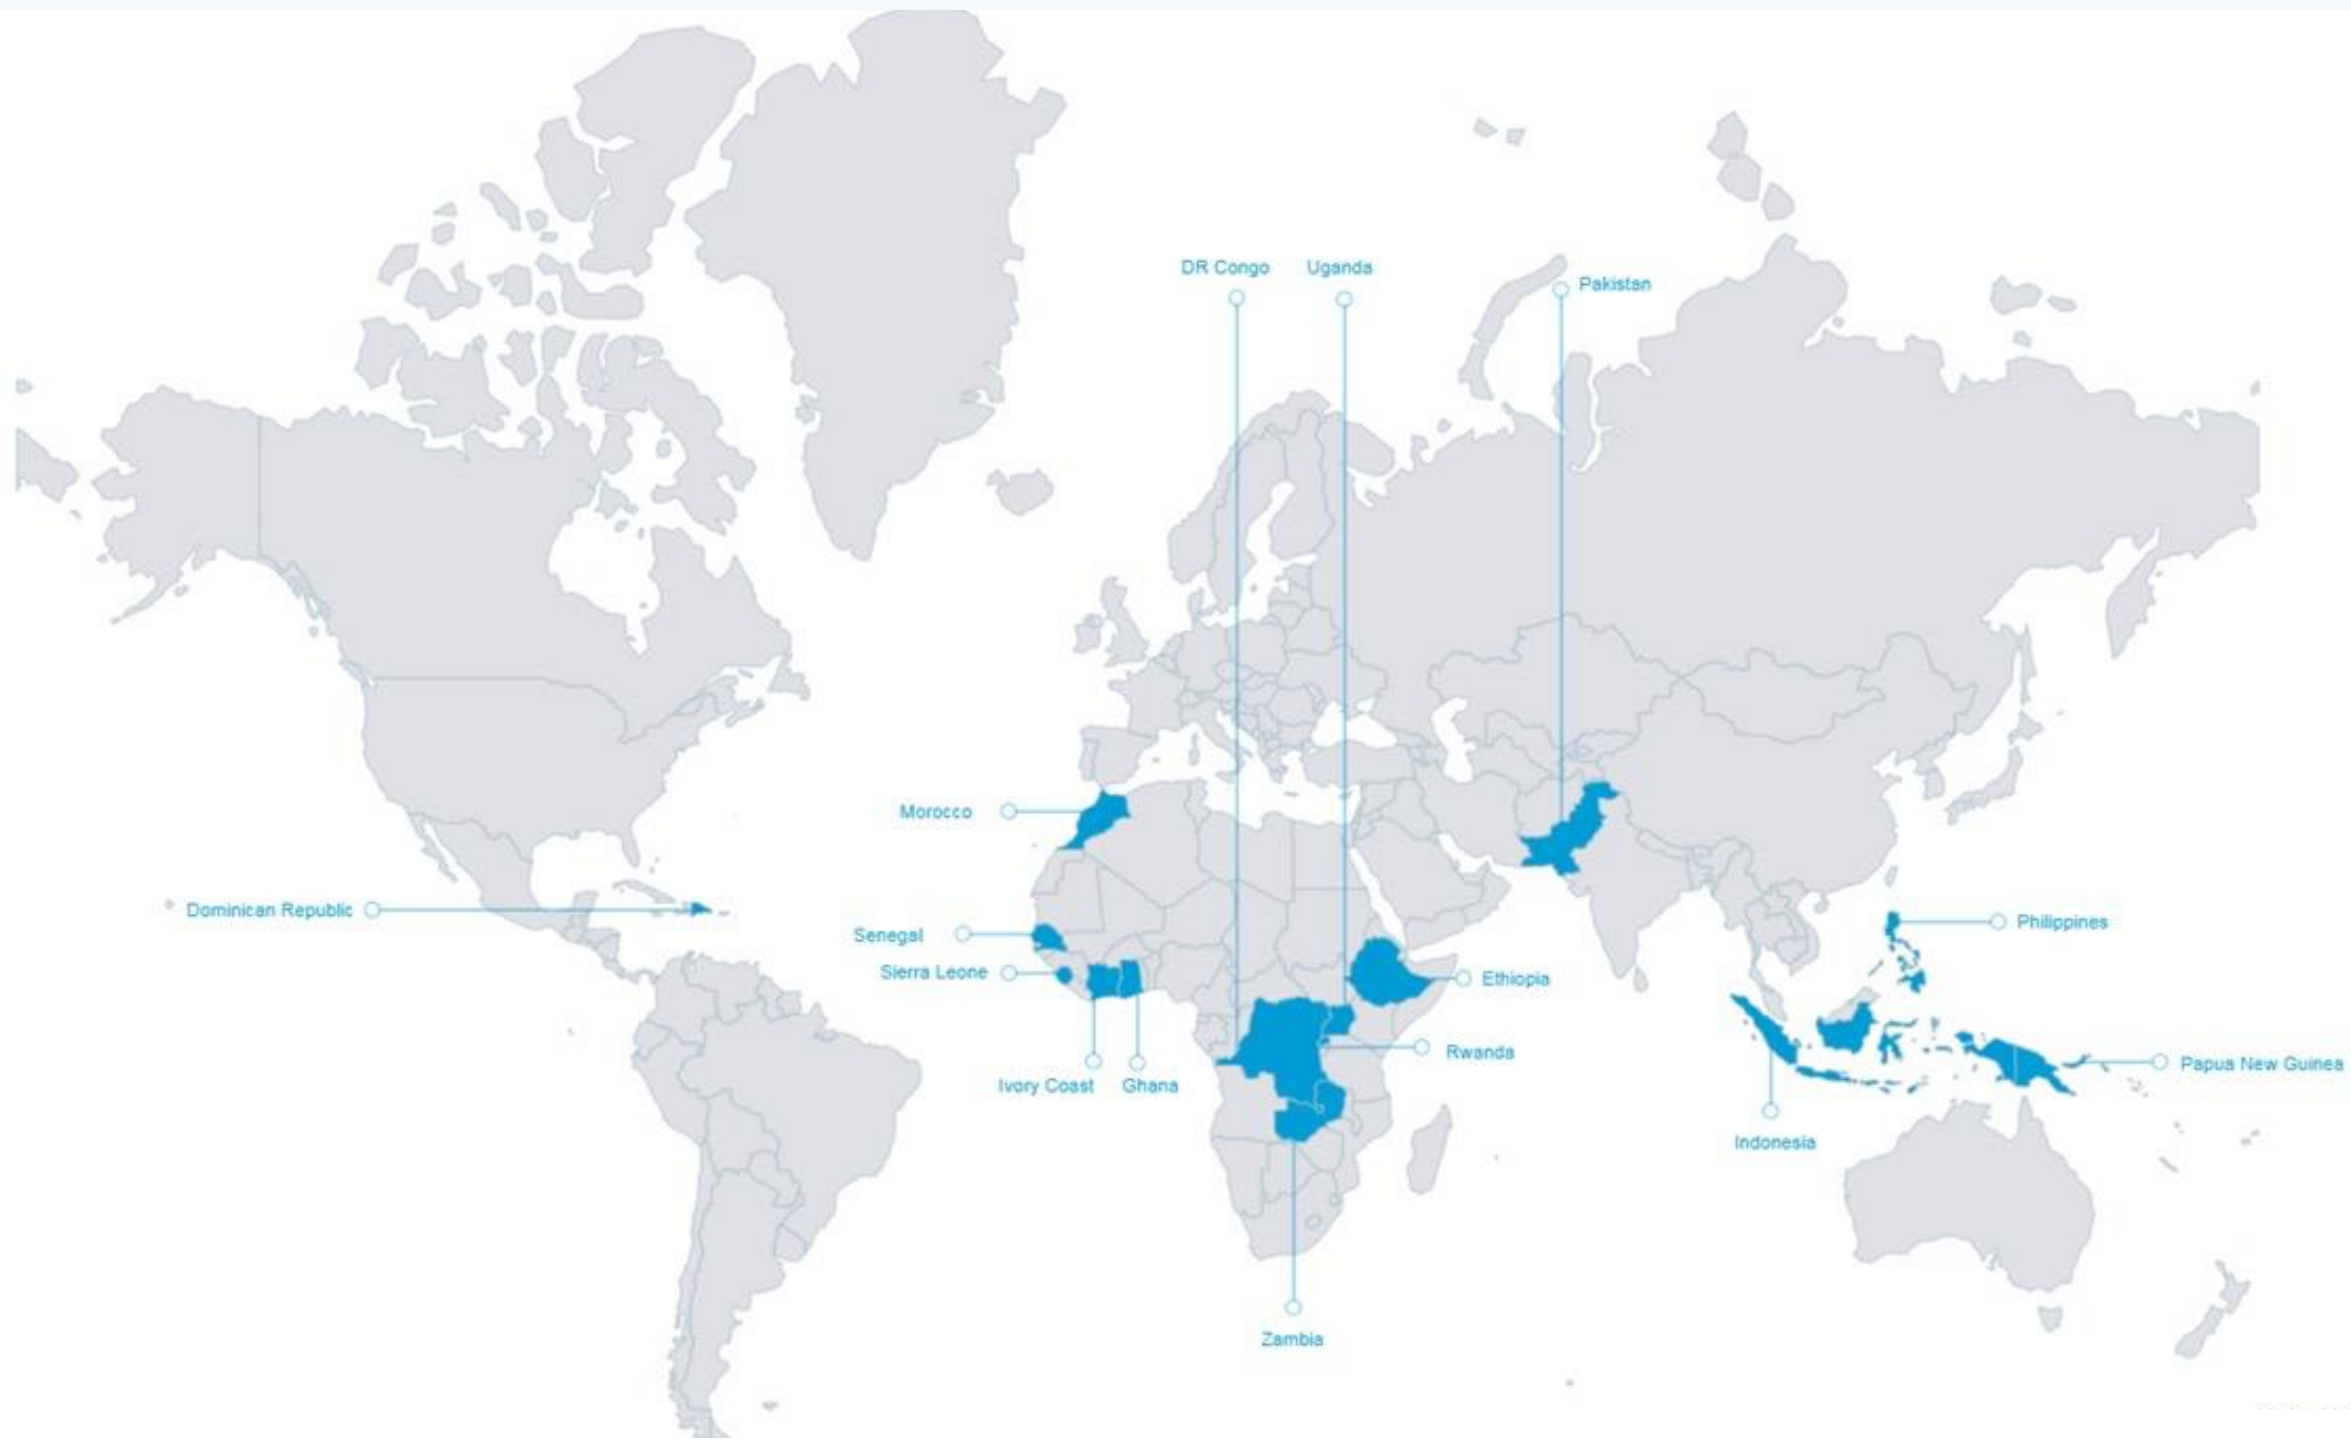 DR Congo
Uganda
Pakistan
Morocco
Dominican Republic
Senegal
Philippines
Sierra Leone
Ethiopia
Rwanda
Papua New Guinea
Ivory Coast
Ghana
Indonesia
Zambia